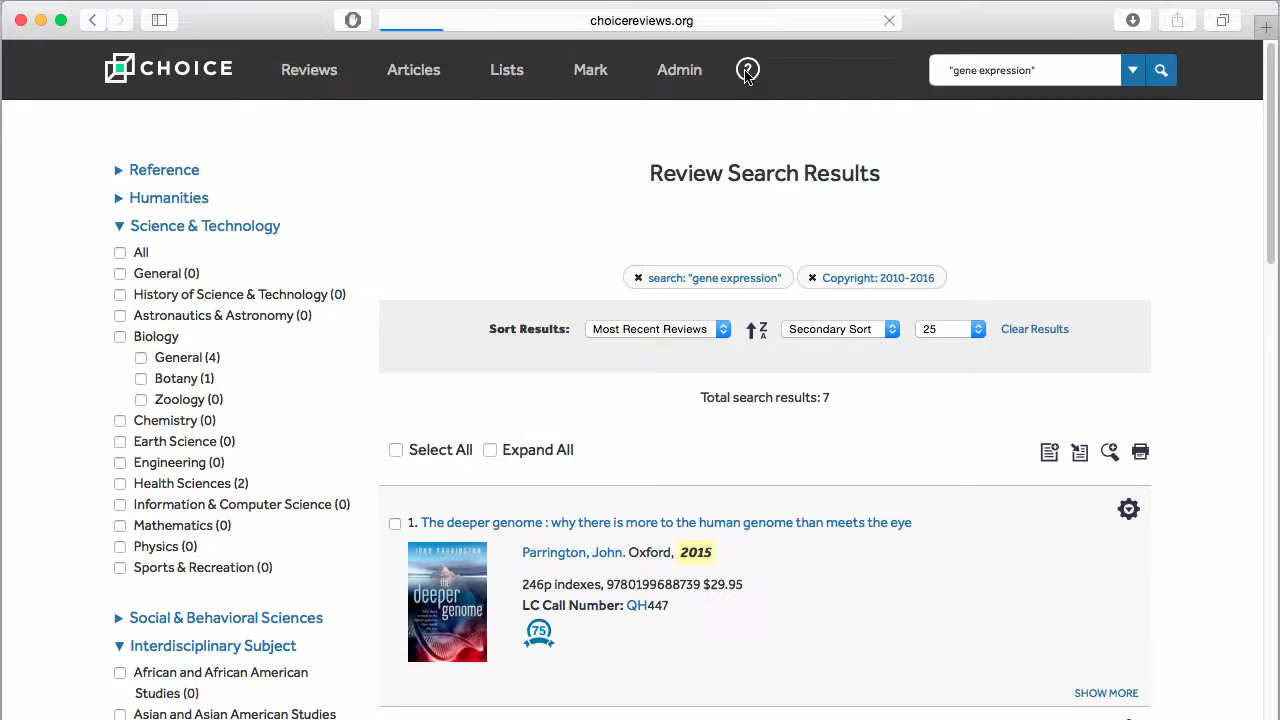 choicereviews.org
CHOICE
Reviews
Articles
Lists
Mark
Admin
?
"gene expression"
Reference
Humanities
Science & Technology
All
General (0)
History of Science & Technology (0)
Astronautics & Astronomy (0)
Biology
General (4)
Botany (1)
Zoology (0)
Chemistry (0)
Earth Science (0)
Engineering (0)
Health Sciences (2)
Information & Computer Science (0)
Mathematics (0)
Physics (0)
Sports & Recreation (0)
Social & Behavioral Sciences
Interdisciplinary Subject
African and African American
Studies (0)
Asian and Asian American Studies
Review Search Results
search: "gene expression"
Copyright: 2010-2016
Sort Results:
Most Recent Reviews
Z
A
Secondary Sort
25
Clear Results
Total search results: 7
Select All
Expand All
1. The deeper genome : why there is more to the human genome than meets the eye
JOHN PARRINGTON
the
deeper
genome
Parrington, John. Oxford, 2015
246p indexes, 9780199688739 $29.95
LC Call Number: QH447
75
SHOW MORE